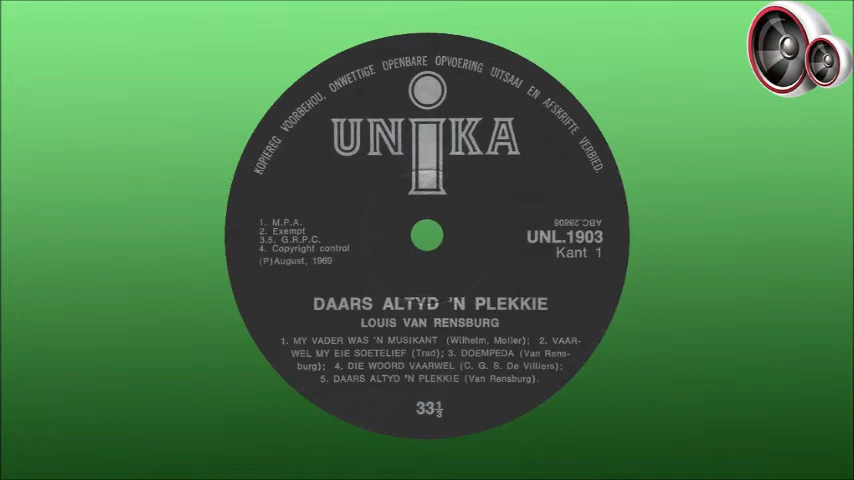 KOPIEREG VOORBEHOU, ONWETTIGE OPENBARE OPVOERING UITSAAI EN AFSKRIFTE VERBIED.
UNiKA
1. M.P.A.
2. Exempt
3.5. G.R.P.C.
4. Copyright control
(P)August, 1969
ABC.28808
UNL.1903
Kant 1
DAARS ALTYD 'N PLEKKIE
LOUIS VAN RENSBURG
1. MY VADER WAS 'N MUSIKANT (Wilhelm, Moller); 2. VAAR-
WEL MY EIE SOETELIEF (Trad); 3. DOEMPEDA (Van Rens-
burg); 4. DIE WOORD VAARWEL (C. G. S. De Villiers);
5. DAARS ALTYD 'N PLEKKIE (Van Rensburg).
33⅓